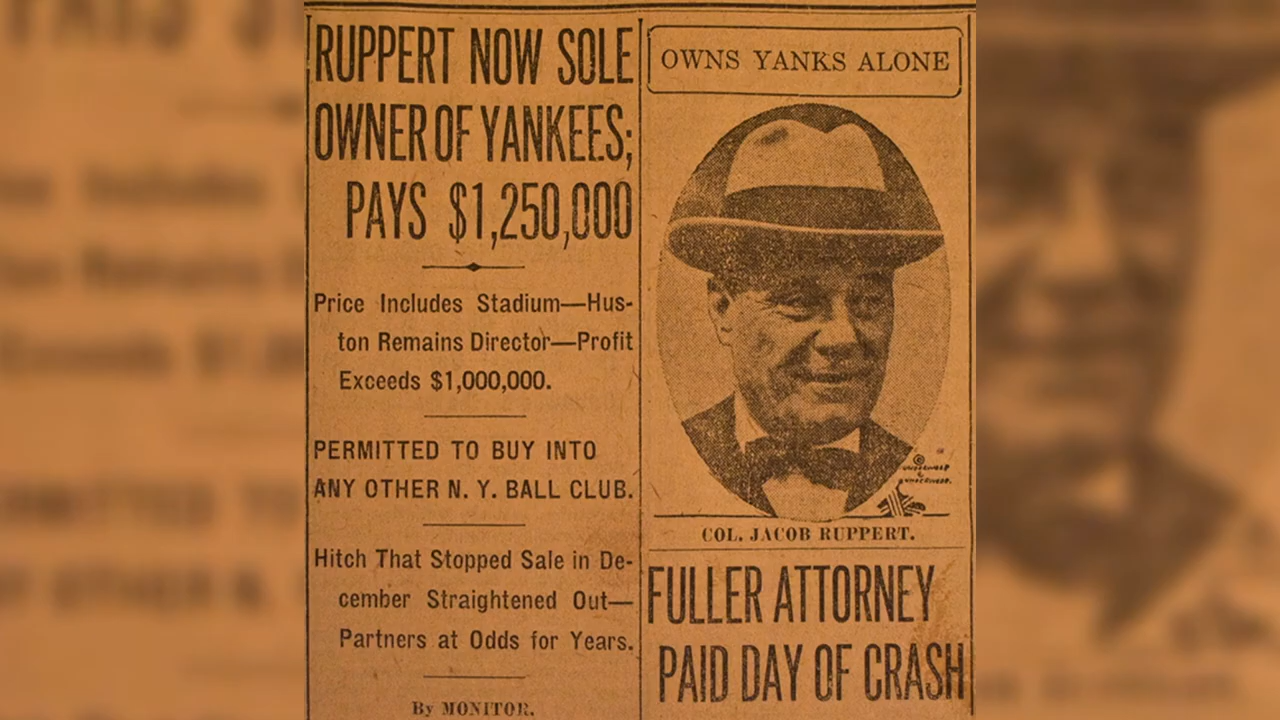 RUPPERT NOW SOLE
OWNER OF YANKEES;
PAYS $1,250,000
Price Includes Stadium—Hus-
ton Remains Director—Profit
Exceeds $1,000,000.
PERMITTED TO BUY INTO
ANY OTHER N. Y. BALL CLUB.
Hitch That Stopped Sale in De-
cember Straightened Out—
Partners at Odds for Years.
By MONITOR.
OWNS YANKS ALONE
©
UNDERWOOD
&
UNDERWOOD.
COL. JACOB RUPPERT.
FULLER ATTORNEY
PAID DAY OF CRASH